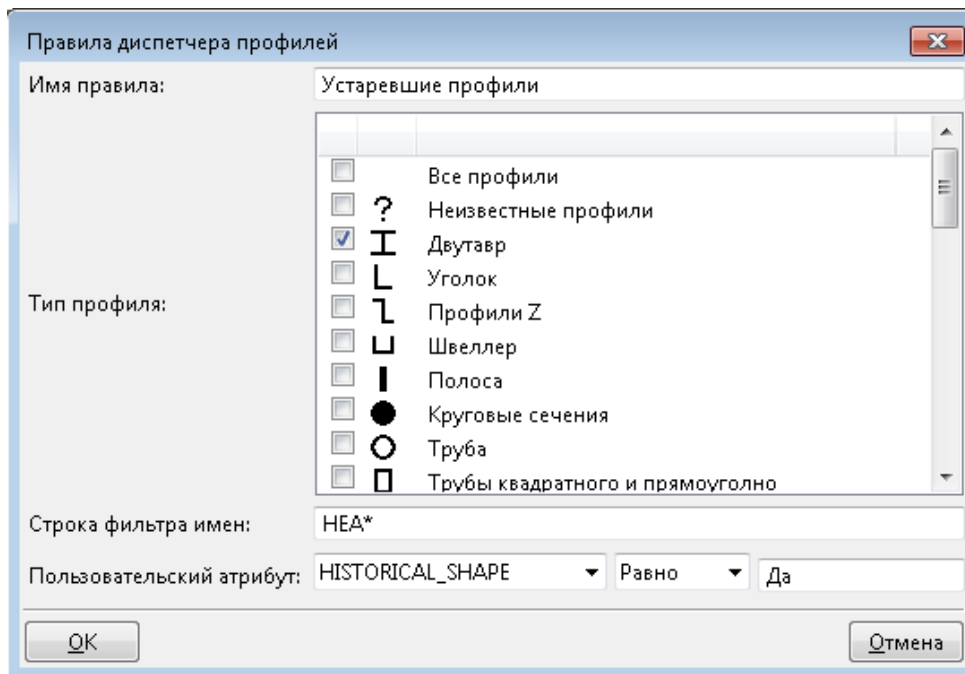 Правила диспетчера профилей
Имя правила: Устаревшие профили
Все профили
Неизвестные профили
Двутавр
Уголок
Тип профиля: Профили Z
Швеллер
Полоса
Круговые сечения
Труба
Трубы квадратного и прямоуголно
Строка фильтра имен: HEA*
Пользовательский атрибут: HISTORICAL_SHAPE Равно Да
OK Отмена